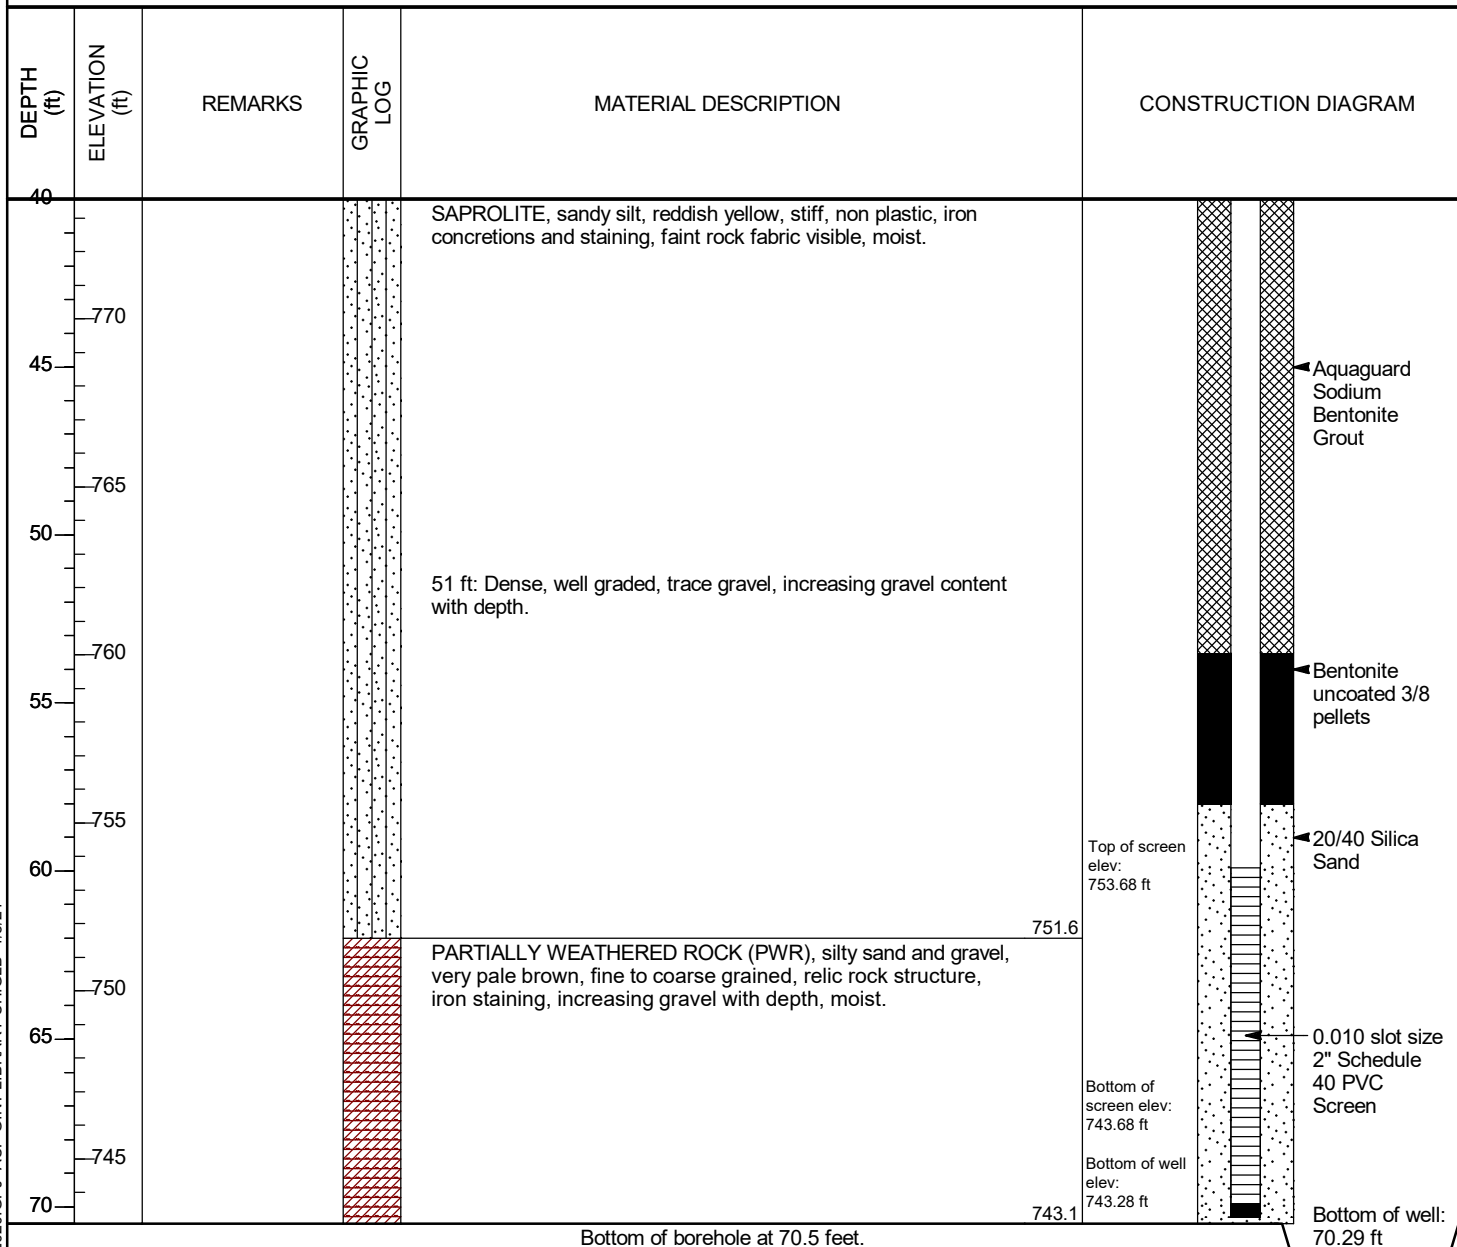 DEPTH
(ft)
ELEVATION
(ft)
REMARKS
GRAPHIC
LOG
MATERIAL DESCRIPTION
CONSTRUCTION DIAGRAM
40
SAPROLITE, sandy silt, reddish yellow, stiff, non plastic, iron
concretions and staining, faint rock fabric visible, moist.
770
45
Aquaguard
Sodium
Bentonite
Grout
765
50
51 ft: Dense, well graded, trace gravel, increasing gravel content
with depth.
760
Bentonite
uncoated 3/8
pellets
55
755
20/40 Silica
Sand
Top of screen
elev:
753.68 ft
60
751.6
PARTIALLY WEATHERED ROCK (PWR), silty sand and gravel,
very pale brown, fine to coarse grained, relic rock structure,
iron staining, increasing gravel with depth, moist.
750
65
0.010 slot size
2" Schedule
40 PVC
Screen
Bottom of
screen elev:
743.68 ft
745
Bottom of well
elev:
743.28 ft
70
743.1
Bottom of well:
70.29 ft
Bottom of borehole at 70.5 feet.